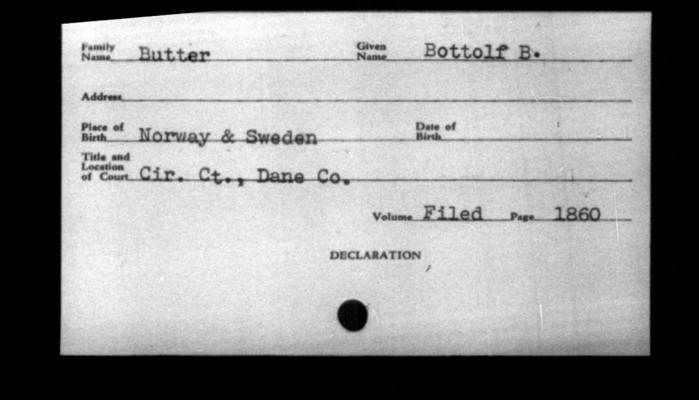 Family Name Butter Given Name Bottolf B.
Address
Place of Birth Norway & Sweden Date of Birth
Title and Location of Court Cir. Ct., Dane Co.
Volume Filed Page 1860
DECLARATION